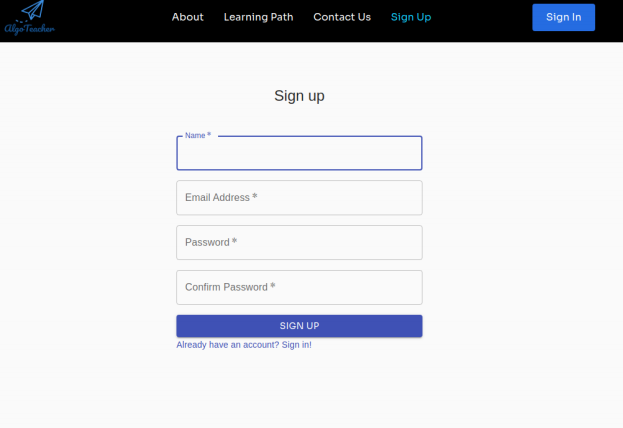 AlgoTeacher
About
Learning Path
Contact Us
Sign Up
Sign In
Sign up
Name *
Email Address *
Password *
Confirm Password *
SIGN UP
Already have an account? Sign in!